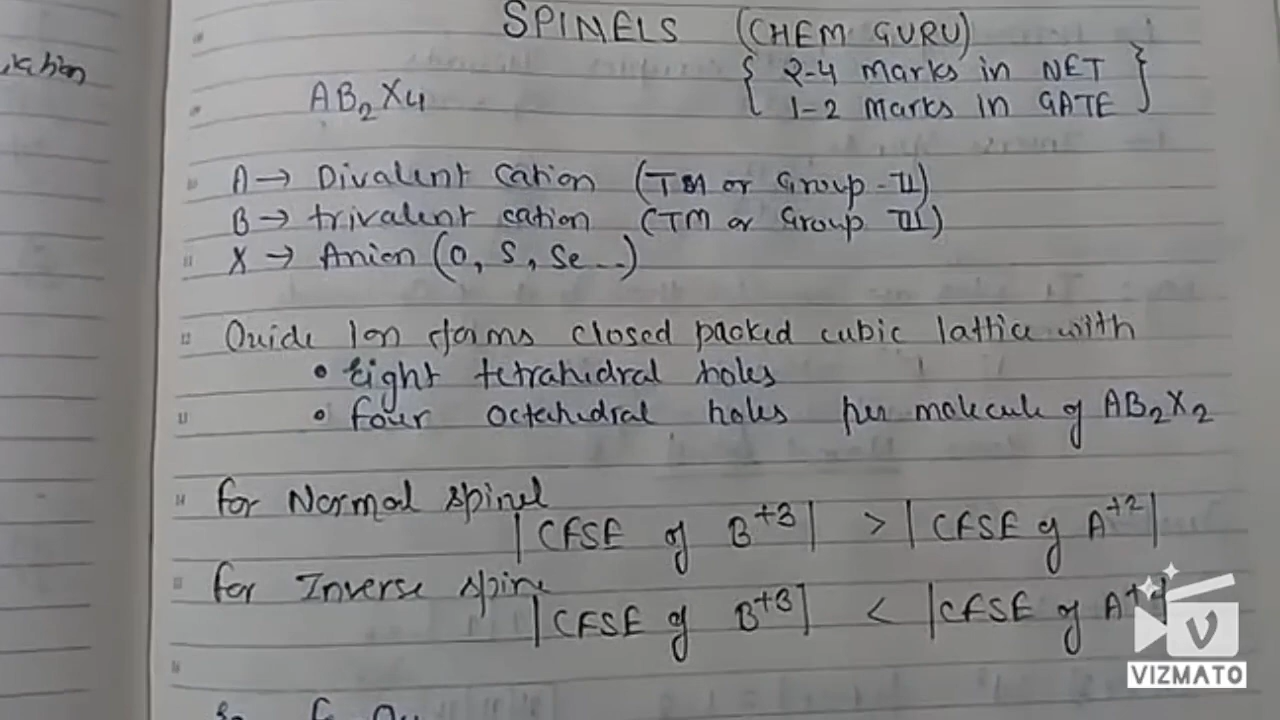 SPINELS (CHEM GURU)
{ 2-4 marks in NET }
{ 1-2 marks in GATE }
AB₂X₄
A → Divalent cation (TM or Group-II)
B → trivalent cation (TM or Group III)
X → Anion (O, S, Se --)
Oxide Ion forms closed packed cubic lattice with
• Eight tetrahidral holes
• Four octahidral holes per molecule of AB₂X₂
for Normal spinel
|CFSE of B⁺³| > |CFSE of A⁺²|
for Inverse spine
|CFSE of B⁺³| < |CFSE of A
V
VIZMATO